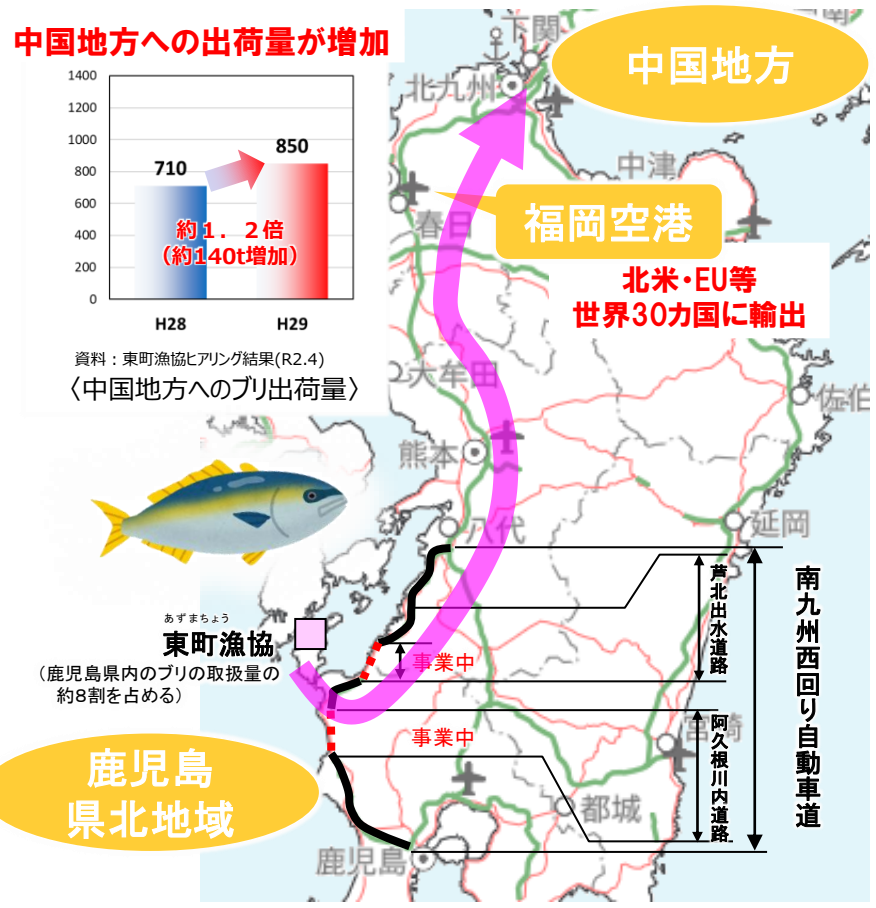 中国地方への出荷量が増加
1400
1200
1000
800
600
400
200
0
710
850
約1.2倍
(約140t増加)
H28
H29
資料:東町漁協ヒアリング結果(R2.4)
〈中国地方へのブリ出荷量〉
中国地方
下関
北九州
中津
春日
福岡空港
北米・EU等
世界30カ国に輸出
大牟田
佐伯
熊本
八代
延岡
あずまちょう
東町漁協
(鹿児島県内のブリの取扱量の
約8割を占める)
事業中
芦北出水道路
南九州西回り自動車道
事業中
阿久根川内道路
宮崎
鹿児島
県北地域
都城
鹿児島